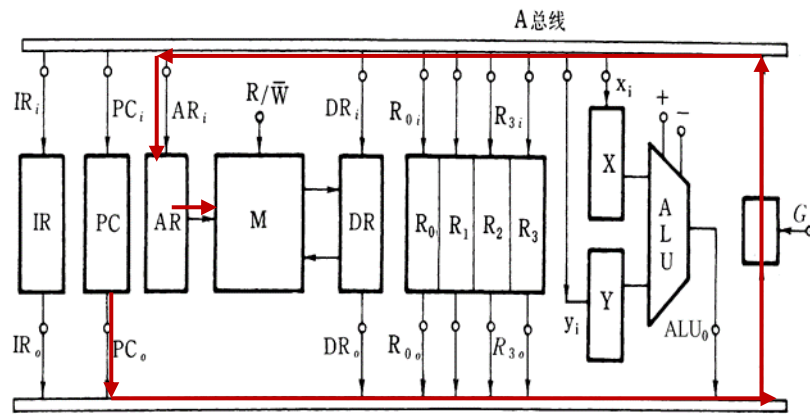 A总线
IRᵢ
PCᵢ
ARᵢ
R/W̅
DRᵢ
R₀ᵢ
R₃ᵢ
xᵢ
+
−
IR
PC
AR
M
DR
R₀
R₁
R₂
R₃
X
Y
ALU
G
yᵢ
IRₒ
PCₒ
DRₒ
R₀ₒ
R₃ₒ
ALU₀